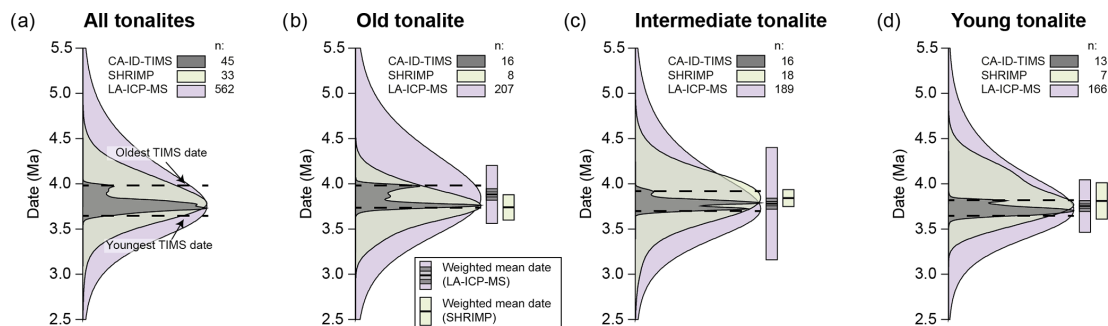 (a) All tonalites
n:
CA-ID-TIMS 45
SHRIMP 33
LA-ICP-MS 562
Date (Ma)
5.5
5.0
4.5
4.0
3.5
3.0
2.5
Oldest TIMS date
Youngest TIMS date
(b) Old tonalite
n:
CA-ID-TIMS 16
SHRIMP 8
LA-ICP-MS 207
Date (Ma)
5.5
5.0
4.5
4.0
3.5
3.0
2.5
Weighted mean date
(LA-ICP-MS)
Weighted mean date
(SHRIMP)
(c) Intermediate tonalite
n:
CA-ID-TIMS 16
SHRIMP 18
LA-ICP-MS 189
Date (Ma)
5.5
5.0
4.5
4.0
3.5
3.0
2.5
(d) Young tonalite
n:
CA-ID-TIMS 13
SHRIMP 7
LA-ICP-MS 166
Date (Ma)
5.5
5.0
4.5
4.0
3.5
3.0
2.5